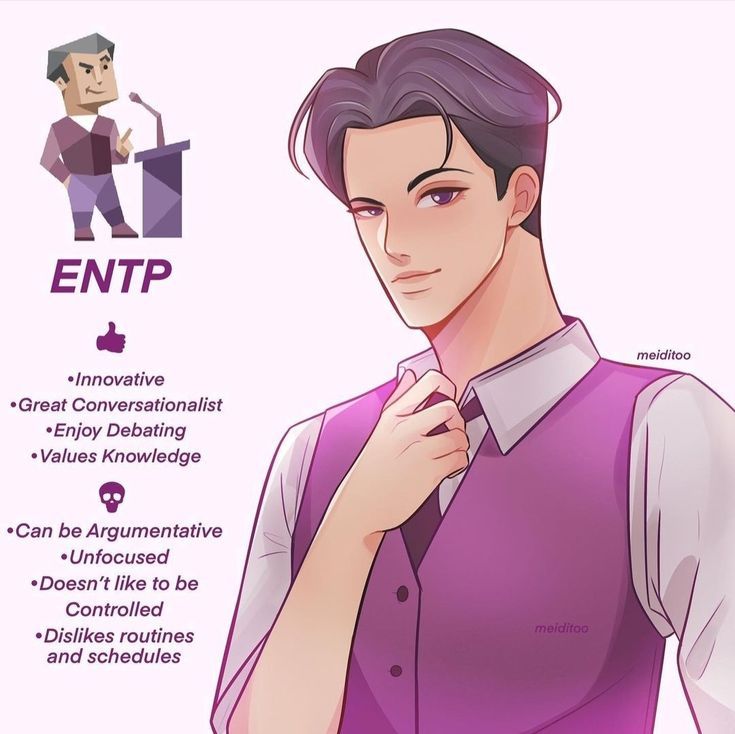 ENTP
•Innovative
•Great Conversationalist
•Enjoy Debating
•Values Knowledge
•Can be Argumentative
•Unfocused
•Doesn't like to be
Controlled
•Dislikes routines
and schedules
meiditoo
meiditoo